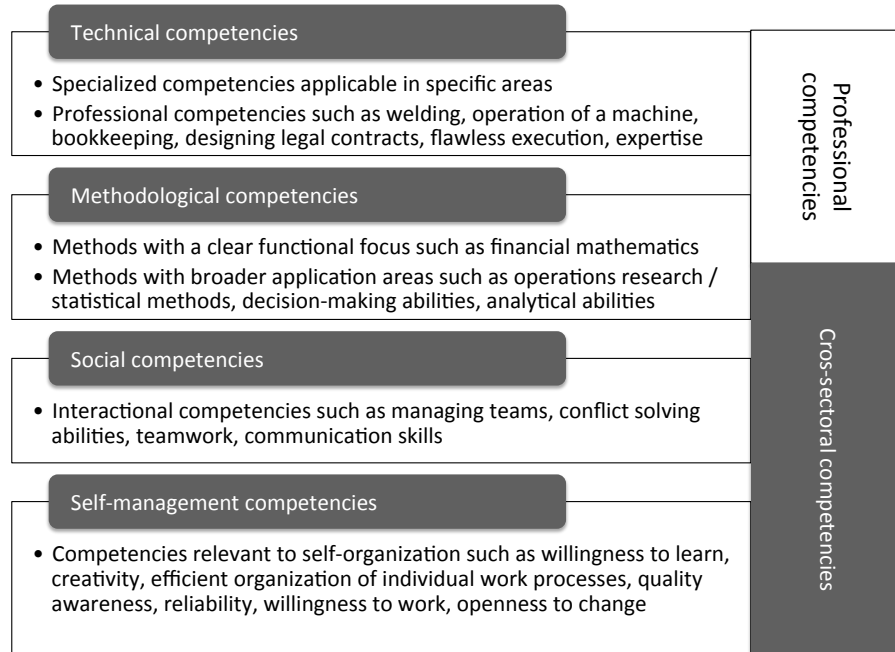 Technical competencies
• Specialized competencies applicable in specific areas
• Professional competencies such as welding, operation of a machine,
bookkeeping, designing legal contracts, flawless execution, expertise
Methodological competencies
• Methods with a clear functional focus such as financial mathematics
• Methods with broader application areas such as operations research /
statistical methods, decision-making abilities, analytical abilities
Social competencies
• Interactional competencies such as managing teams, conflict solving
abilities, teamwork, communication skills
Self-management competencies
• Competencies relevant to self-organization such as willingness to learn,
creativity, efficient organization of individual work processes, quality
awareness, reliability, willingness to work, openness to change
Professional
competencies
Cros-sectoral competencies